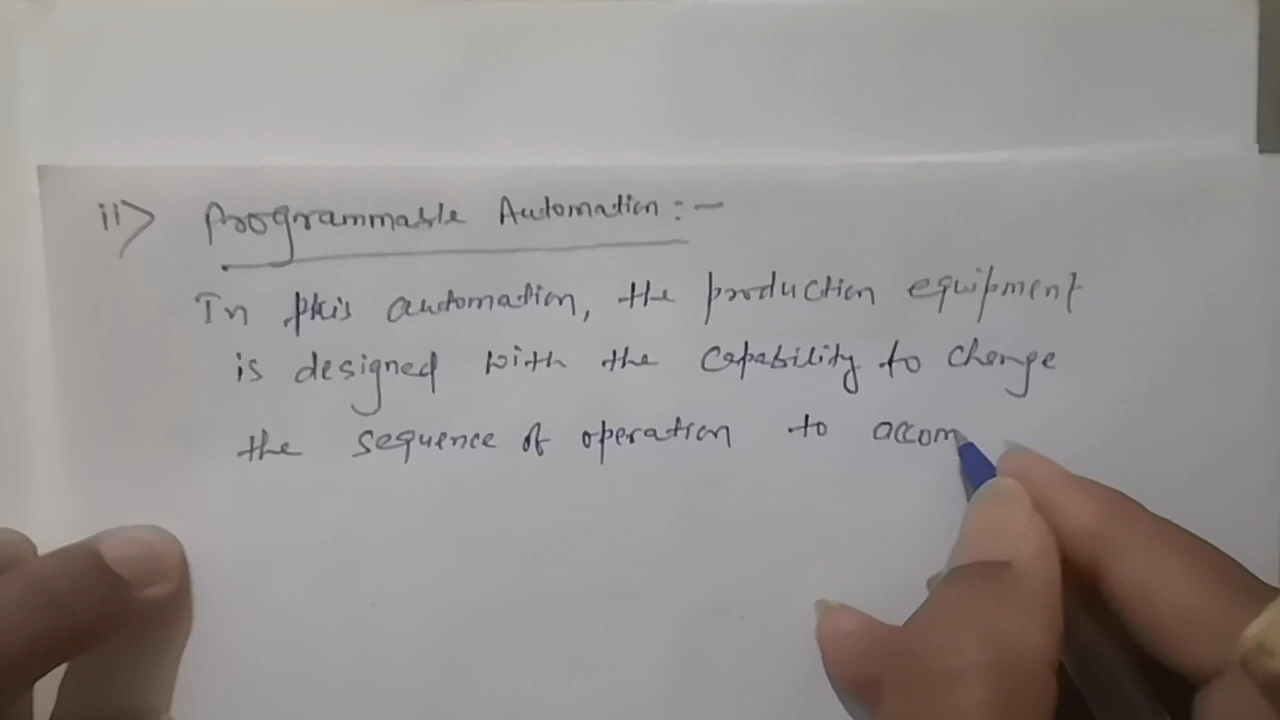 ii> Programmable Automation :-
In this automation, the production equipment
is designed with the capability to change
the sequence of operation to accom